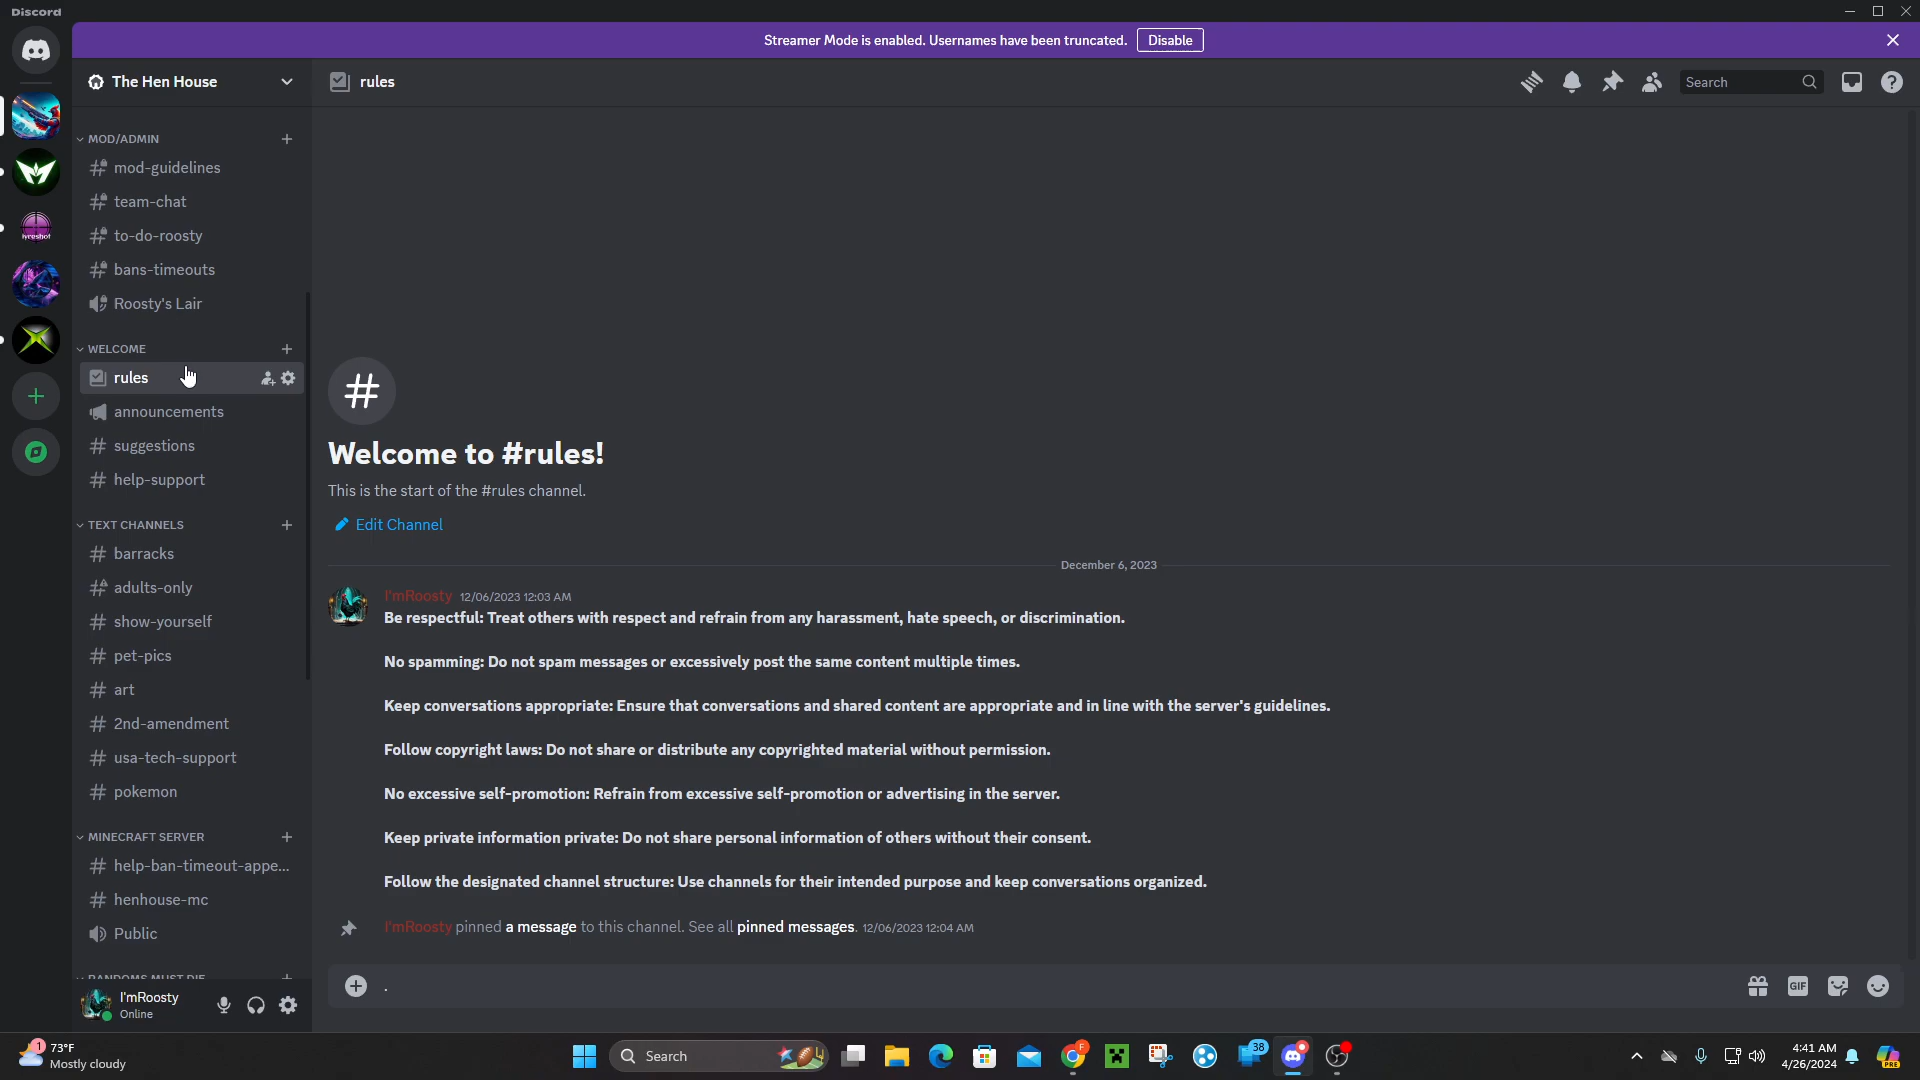 Discord
Streamer Mode is enabled. Usernames have been truncated. Disable
The Hen House
rules
Search
MOD/ADMIN
mod-guidelines
team-chat
to-do-roosty
bans-timeouts
Roosty's Lair
WELCOME
rules
announcements
suggestions
help-support
TEXT CHANNELS
barracks
adults-only
show-yourself
pet-pics
art
2nd-amendment
usa-tech-support
pokemon
MINECRAFT SERVER
help-ban-timeout-appe...
henhouse-mc
Public
RANDOMS MUST DIE
I'mRoosty
Online
Welcome to #rules!
This is the start of the #rules channel.
Edit Channel
December 6, 2023
I'mRoosty 12/06/2023 12:03 AM
Be respectful: Treat others with respect and refrain from any harassment, hate speech, or discrimination.
No spamming: Do not spam messages or excessively post the same content multiple times.
Keep conversations appropriate: Ensure that conversations and shared content are appropriate and in line with the server's guidelines.
Follow copyright laws: Do not share or distribute any copyrighted material without permission.
No excessive self-promotion: Refrain from excessive self-promotion or advertising in the server.
Keep private information private: Do not share personal information of others without their consent.
Follow the designated channel structure: Use channels for their intended purpose and keep conversations organized.
I'mRoosty pinned a message to this channel. See all pinned messages. 12/06/2023 12:04 AM
.
GIF
1
73°F
Mostly cloudy
Search
F
38
4:41 AM
4/26/2024
PRE